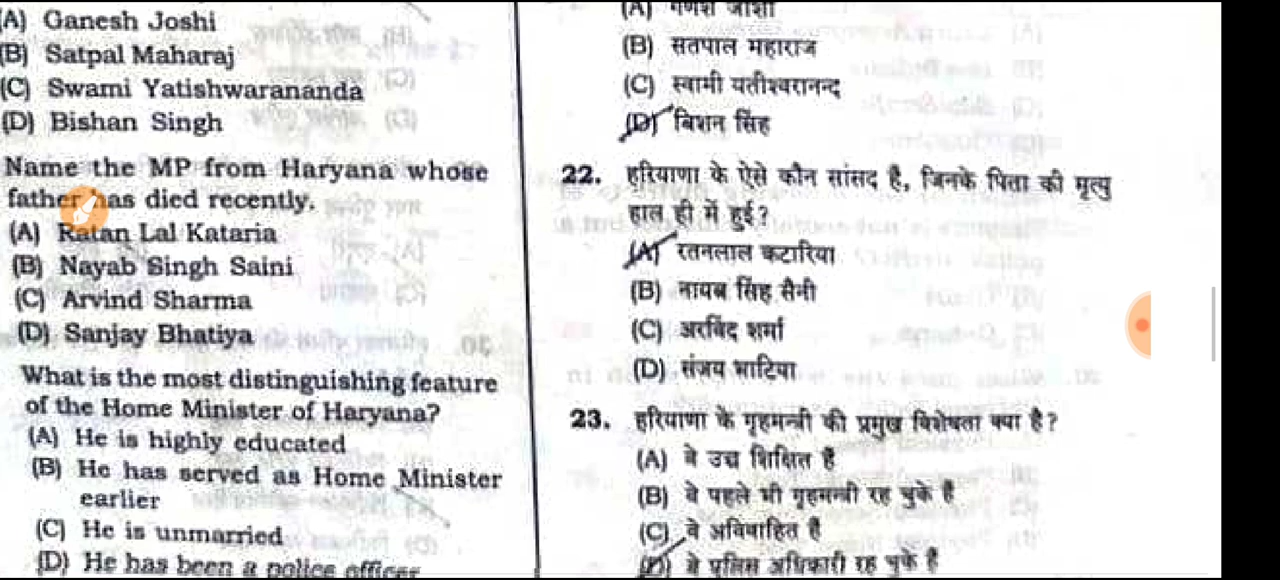 (A) Ganesh Joshi
(B) Satpal Maharaj
(C) Swami Yatishwarananda
(D) Bishan Singh
Name the MP from Haryana whose
father has died recently.
(A) Ratan Lal Kataria
(B) Nayab Singh Saini
(C) Arvind Sharma
(D) Sanjay Bhatiya
What is the most distinguishing feature
of the Home Minister of Haryana?
(A) He is highly educated
(B) He has served as Home Minister
earlier
(C) He is unmarried
(D) He has been a police officer
(A) गणेश जोशी
(B) सतपाल महाराज
(C) स्वामी यतीश्वरानन्द
(D) बिशन सिंह
22. हरियाणा के ऐसे कौन सांसद है, जिनके पिता की मृत्यु
हाल ही में हुई?
(A) रतनलाल कटारिया
(B) नायब सिंह सैनी
(C) अरविंद शर्मा
(D) संजय भाटिया
23. हरियाणा के गृहमन्त्री की प्रमुख विशेषता क्या है?
(A) वे उच्च शिक्षित हैं
(B) वे पहले भी गृहमन्त्री रह चुके हैं
(C) वे अविवाहित हैं
(D) वे पुलिस अधिकारी रह चुके हैं